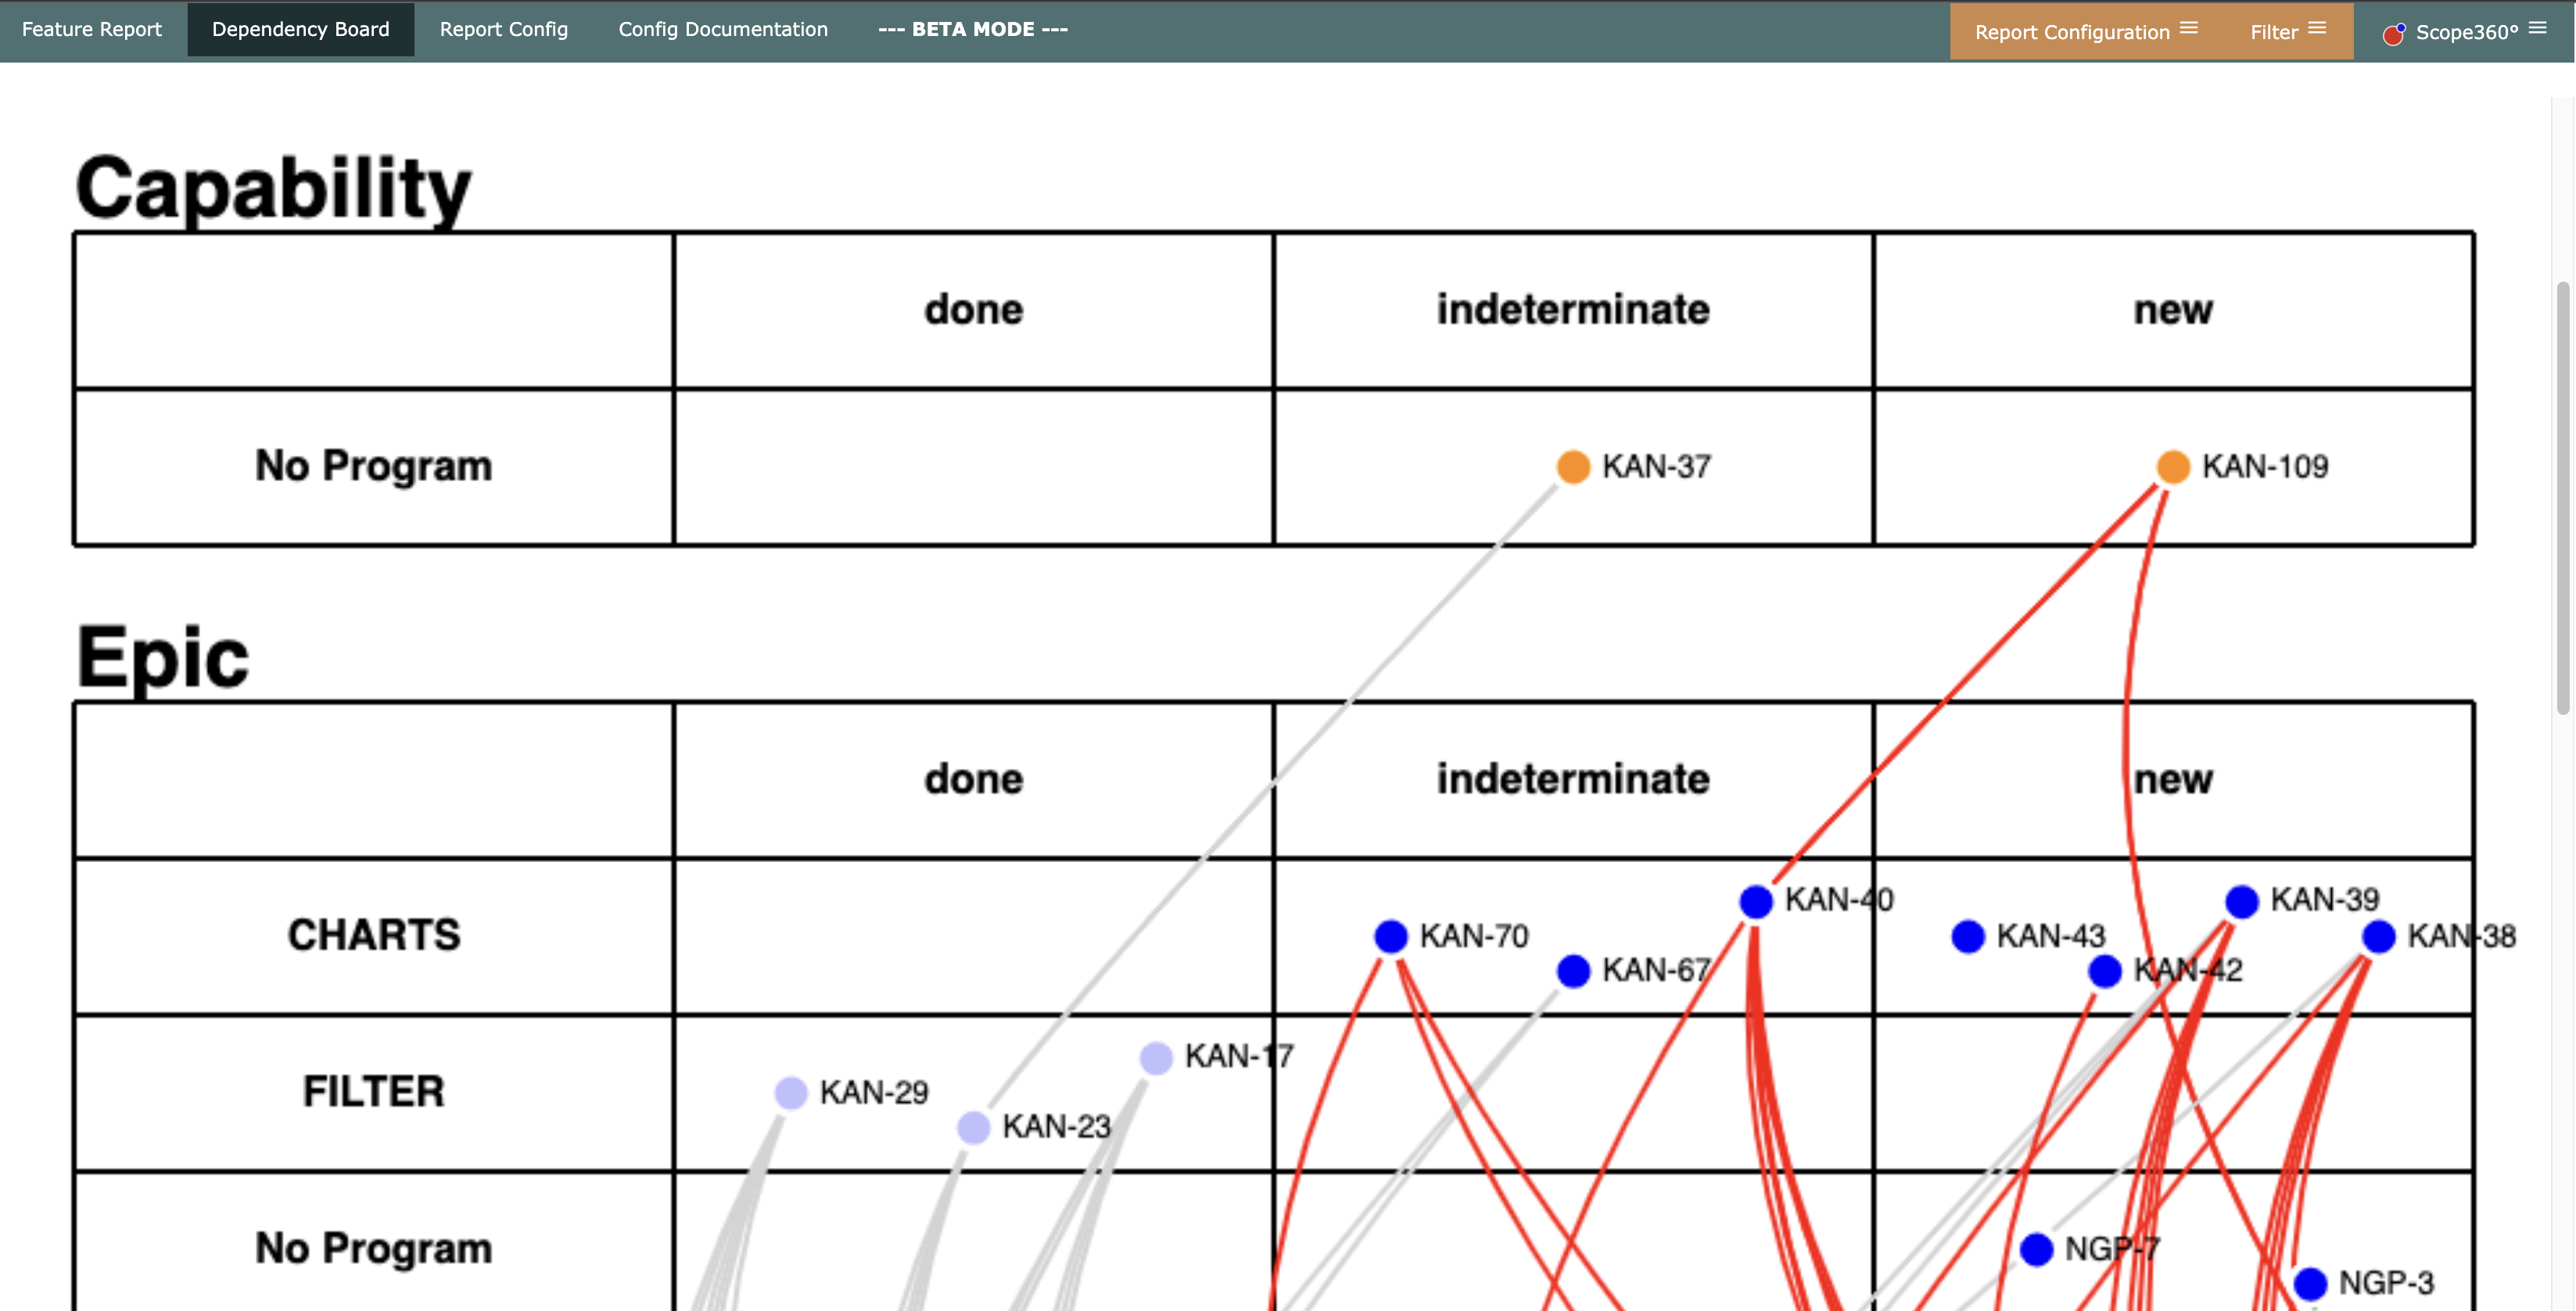 Feature Report Dependency Board Report Config Config Documentation --- BETA MODE --- Report Configuration Filter Scope360°
Capability
done indeterminate new
No Program KAN-37 KAN-109
Epic
done indeterminate new
CHARTS KAN-70 KAN-67 KAN-40 KAN-43 KAN-42 KAN-39 KAN-38
FILTER KAN-29 KAN-23 KAN-17
No Program NGP-7 NGP-3